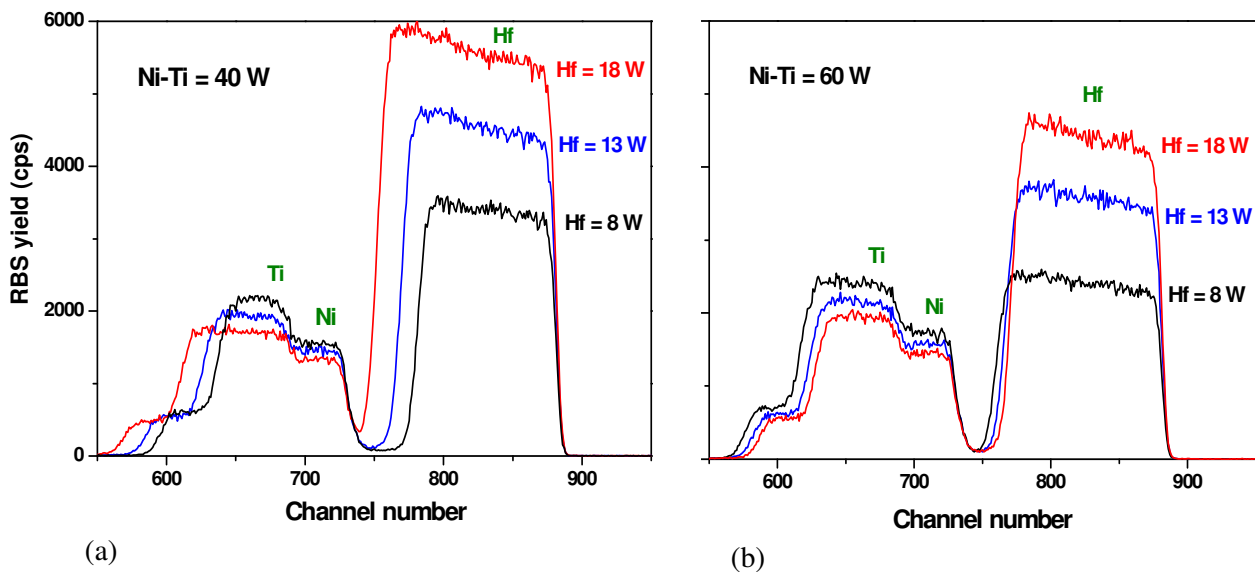 6000
4000
2000
0
RBS yield (cps)
Ni-Ti = 40 W
Hf
Hf = 18 W
Hf = 13 W
Hf = 8 W
Ti
Ni
600
700
800
900
Channel number
(a)
Ni-Ti = 60 W
Hf
Hf = 18 W
Hf = 13 W
Hf = 8 W
Ti
Ni
600
700
800
900
Channel number
(b)